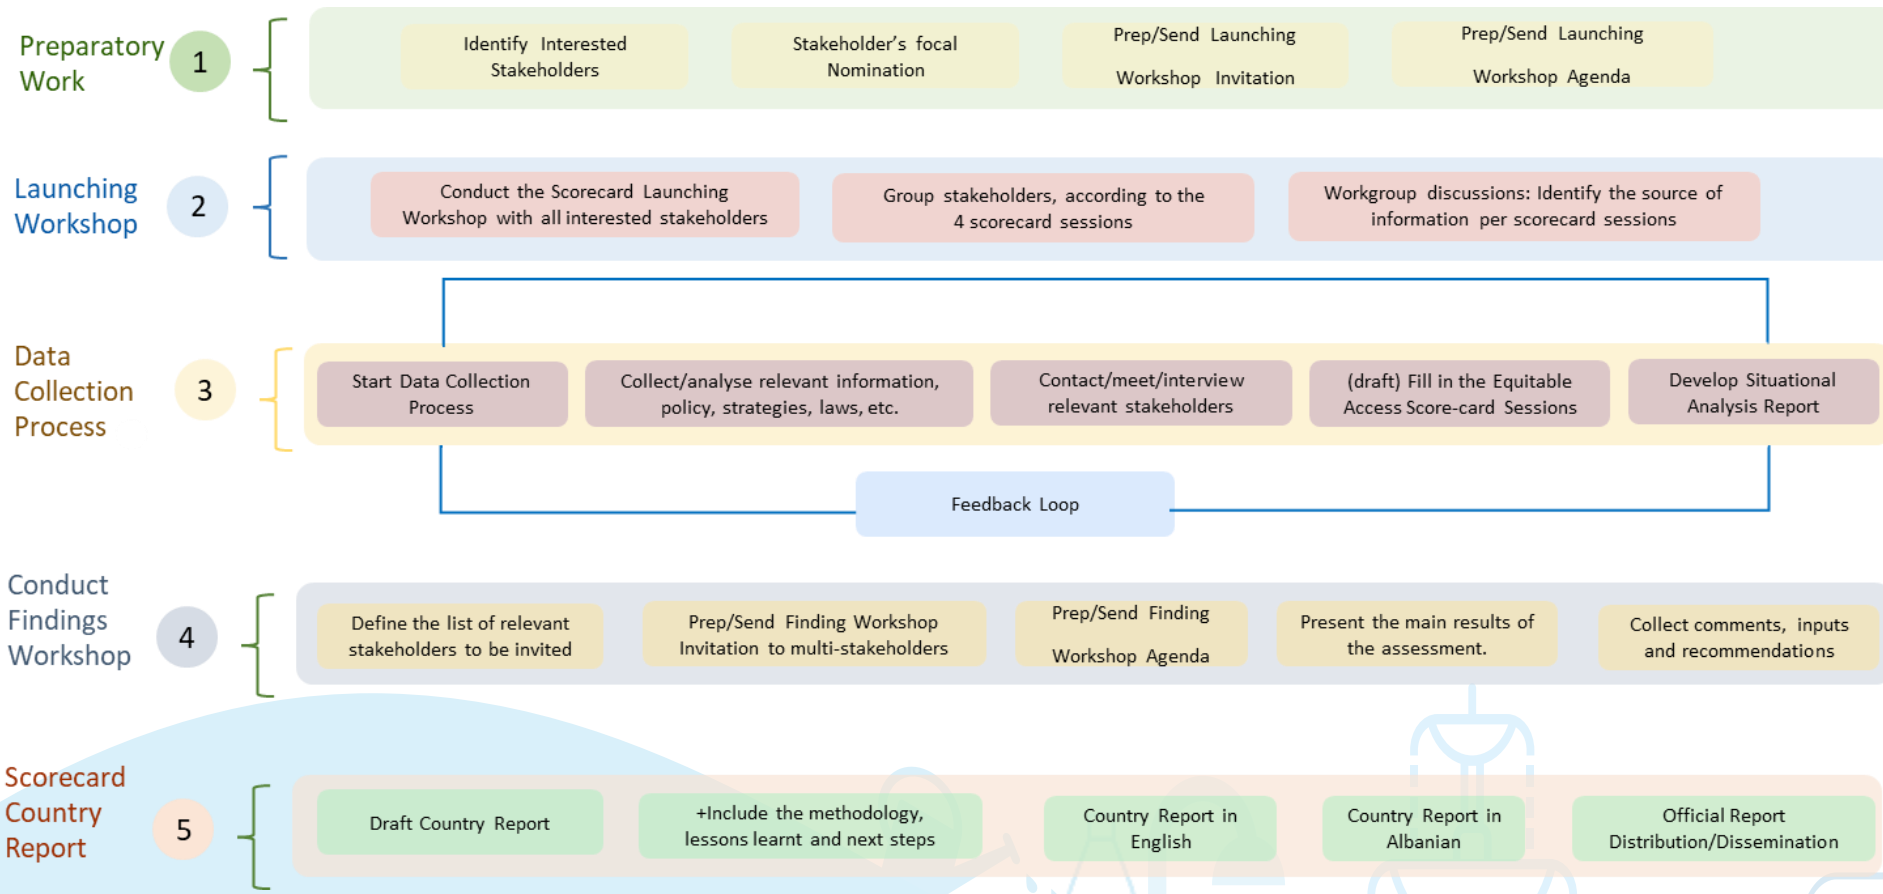 Preparatory
Work
1
Identify Interested
Stakeholders
Stakeholder's focal
Nomination
Prep/Send Launching
Workshop Invitation
Prep/Send Launching
Workshop Agenda
Launching
Workshop
2
Conduct the Scorecard Launching
Workshop with all interested stakeholders
Group stakeholders, according to the
4 scorecard sessions
Workgroup discussions: Identify the source of
information per scorecard sessions
Data
Collection
Process
3
Start Data Collection
Process
Collect/analyse relevant information,
policy, strategies, laws, etc.
Contact/meet/interview
relevant stakeholders
(draft) Fill in the Equitable
Access Score-card Sessions
Develop Situational
Analysis Report
Feedback Loop
Conduct
Findings
Workshop
4
Define the list of relevant
stakeholders to be invited
Prep/Send Finding Workshop
Invitation to multi-stakeholders
Prep/Send Finding
Workshop Agenda
Present the main results of
the assessment.
Collect comments, inputs
and recommendations
Scorecard
Country
Report
5
Draft Country Report
+Include the methodology,
lessons learnt and next steps
Country Report in
English
Country Report in
Albanian
Official Report
Distribution/Dissemination